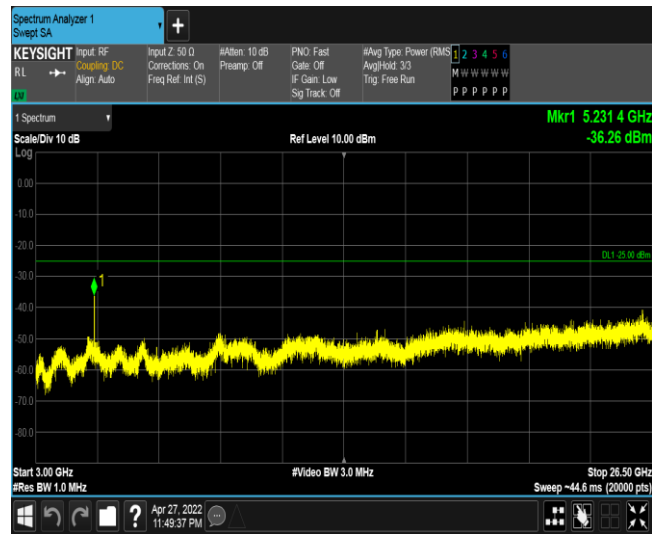 Spectrum Analyzer 1
Swept SA
+
KEYSIGHT Input: RF Input Z: 50 Ω #Atten: 10 dB PNO: Fast #Avg Type: Power (RMS 1 2 3 4 5 6
RL Coupling: DC Corrections: On Preamp: Off Gate: Off Avg|Hold: 3/3 M W W W W W
Align: Auto Freq Ref: Int (S) IF Gain: Low Trig: Free Run
Sig Track: Off P P P P P P
1 Spectrum Mkr1 5.231 4 GHz
Scale/Div 10 dB Ref Level 10.00 dBm -36.26 dBm
Log
0.00
-10.0
-20.0
DL1 -25.00 dBm
-30.0
1
-40.0
-50.0
-60.0
-70.0
-80.0
Start 3.00 GHz #Video BW 3.0 MHz Stop 26.50 GHz
#Res BW 1.0 MHz Sweep ~44.6 ms (20000 pts)
? Apr 27, 2022
11:49:37 PM